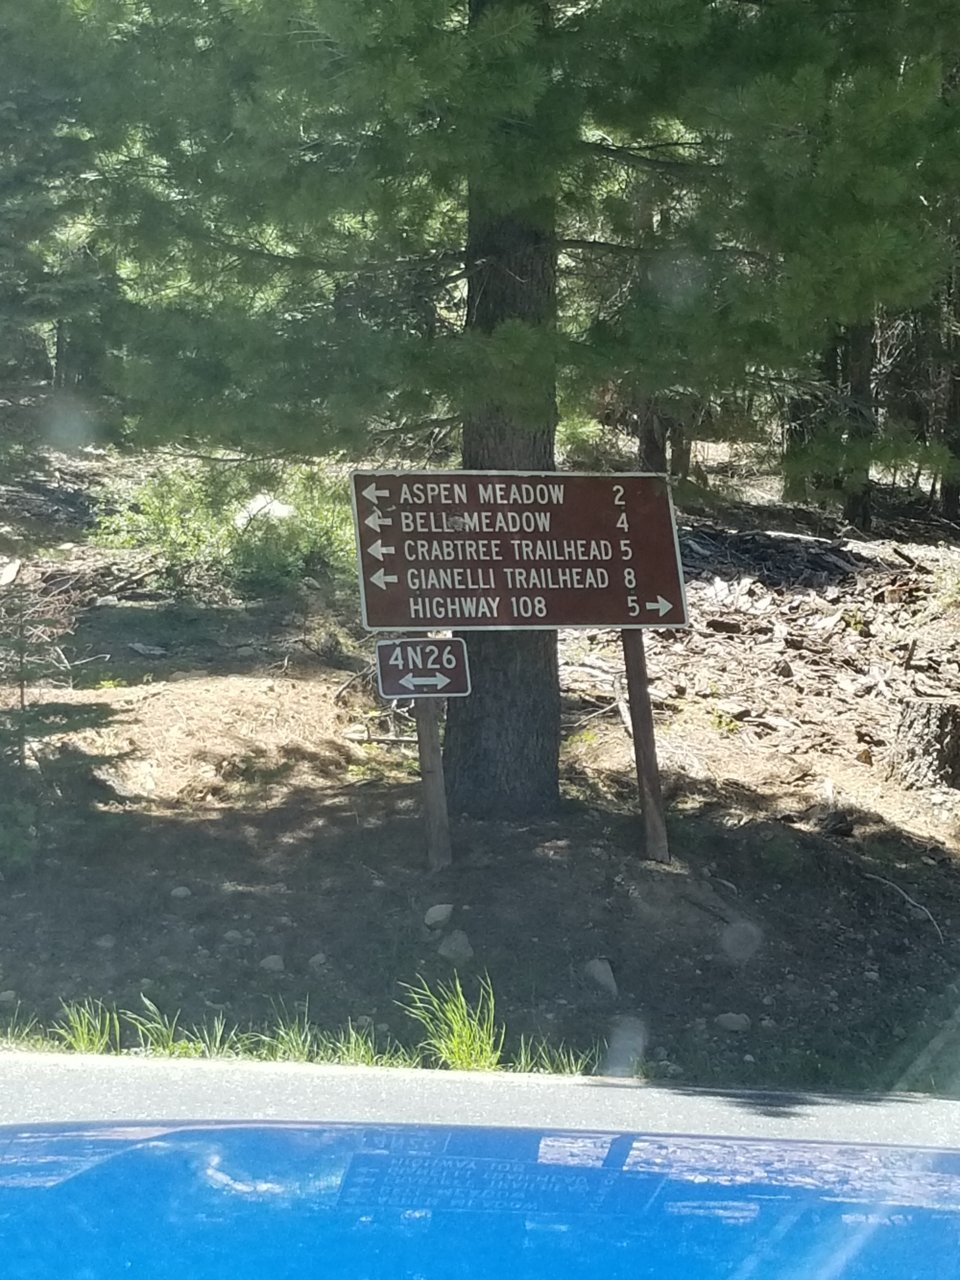 ← ASPEN MEADOW 2
← BELL MEADOW 4
← CRABTREE TRAILHEAD 5
← GIANELLI TRAILHEAD 8
HIGHWAY 108 5 →
4N26
↔